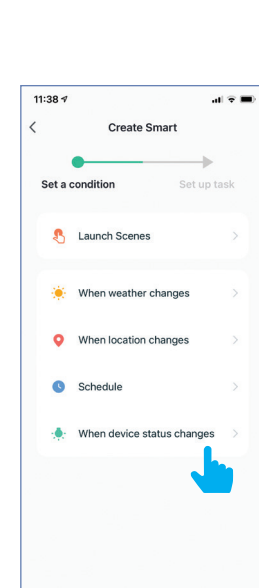 11:38
Create Smart
Set a condition
Set up task
Launch Scenes
When weather changes
When location changes
Schedule
When device status changes